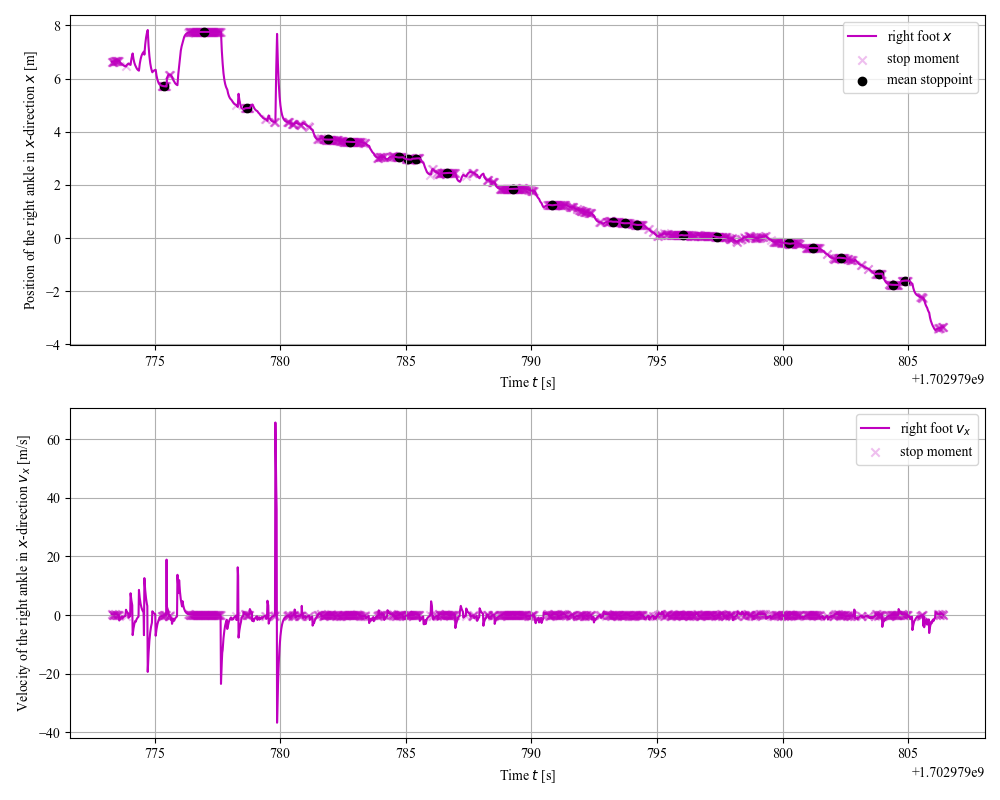 8
6
4
2
0
−2
−4
Position of the right ankle in x-direction x [m]
right foot x
stop moment
mean stoppoint
775
780
785
790
795
800
805
Time t [s]
+1.702979e9
60
40
20
0
−20
−40
Velocity of the right ankle in x-direction vₓ [m/s]
right foot vₓ
stop moment
775
780
785
790
795
800
805
Time t [s]
+1.702979e9